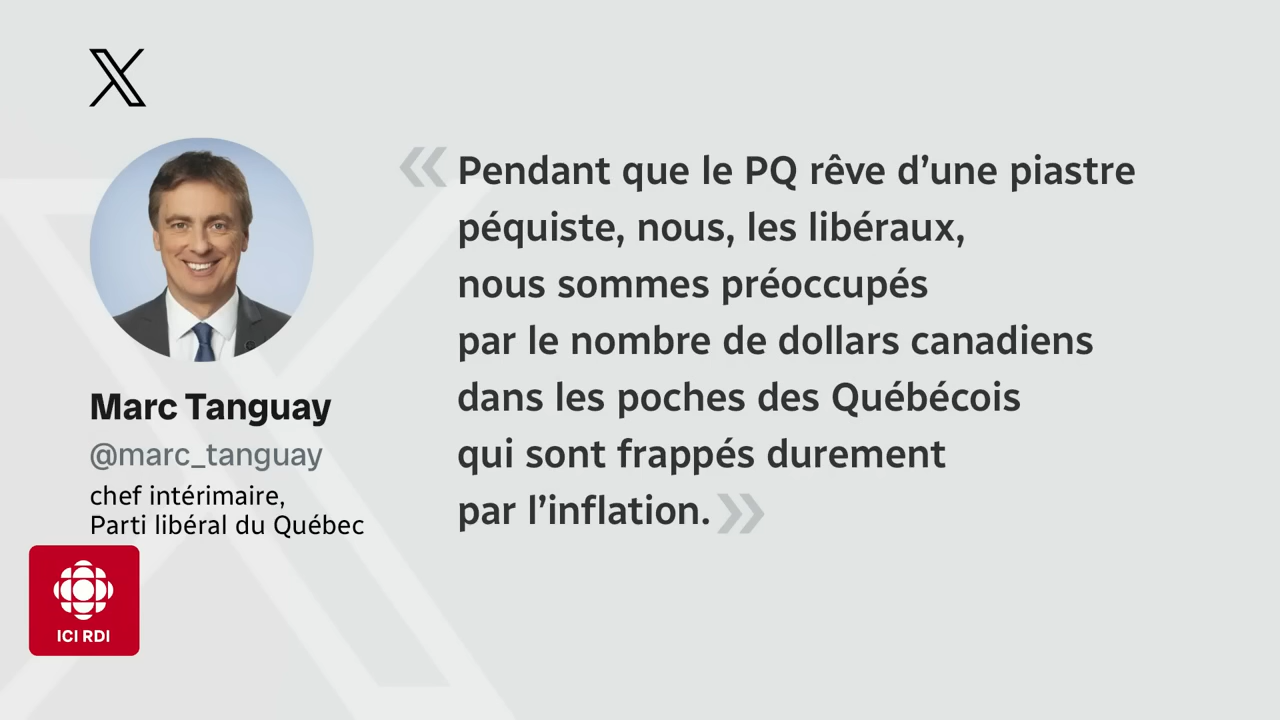 Pendant que le PQ rêve d’une piastre
péquiste, nous, les libéraux,
nous sommes préoccupés
par le nombre de dollars canadiens
dans les poches des Québécois
qui sont frappés durement
par l’inflation. »
Marc Tanguay
@marc_tanguay
chef intérimaire,
Parti libéral du Québec
ICI RDI